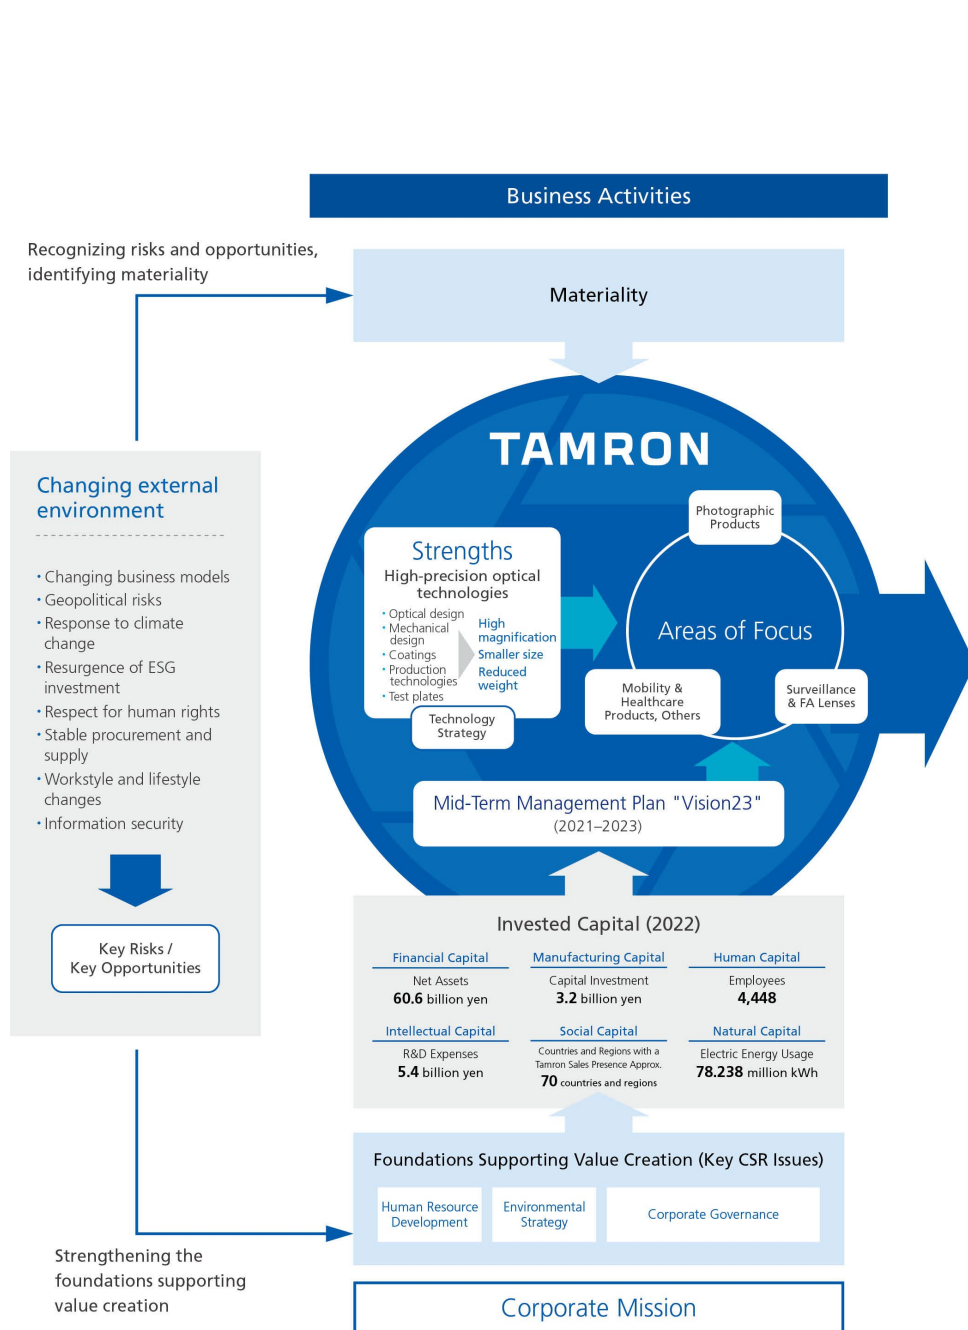 Business Activities
Recognizing risks and opportunities,
identifying materiality
Materiality
TAMRON
Changing external
environment
・Changing business models
・Geopolitical risks
・Response to climate
change
・Resurgence of ESG
investment
・Respect for human rights
・Stable procurement and
supply
・Workstyle and lifestyle
changes
・Information security
Key Risks /
Key Opportunities
Strengths
High-precision optical
technologies
・Optical design
・Mechanical
design
・Coatings
・Production
technologies
・Test plates
High
magnification
Smaller size
Reduced
weight
Technology
Strategy
Photographic
Products
Areas of Focus
Mobility &
Healthcare
Products, Others
Surveillance
& FA Lenses
Mid-Term Management Plan "Vision23"
(2021–2023)
Invested Capital (2022)
Financial Capital
Net Assets
60.6 billion yen
Manufacturing Capital
Capital Investment
3.2 billion yen
Human Capital
Employees
4,448
Intellectual Capital
R&D Expenses
5.4 billion yen
Social Capital
Countries and Regions with a
Tamron Sales Presence Approx.
70 countries and regions
Natural Capital
Electric Energy Usage
78.238 million kWh
Foundations Supporting Value Creation (Key CSR Issues)
Human Resource
Development
Environmental
Strategy
Corporate Governance
Strengthening the
foundations supporting
value creation
Corporate Mission